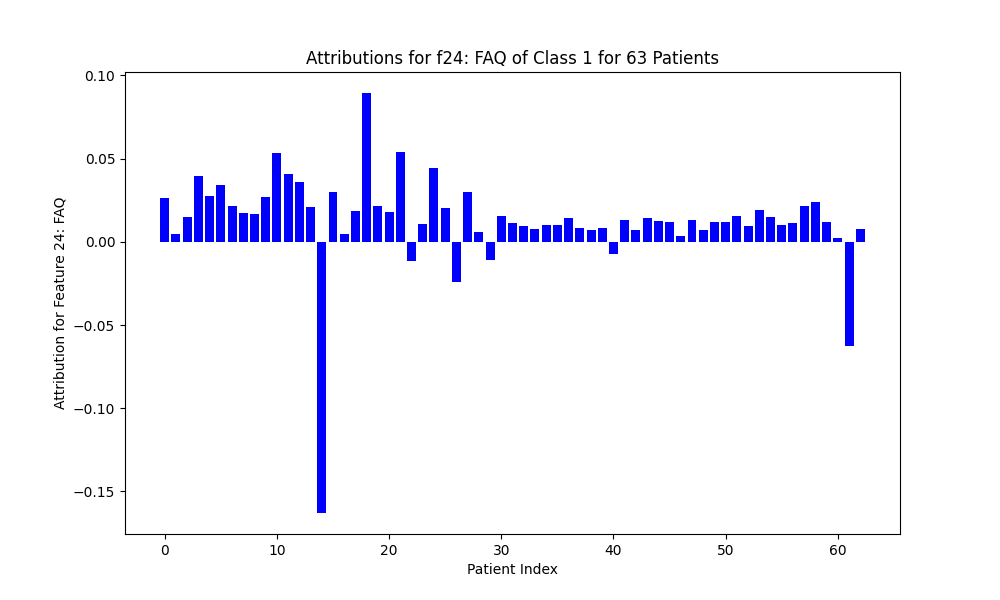 Attributions for f24: FAQ of Class 1 for 63 Patients
Attribution for Feature 24: FAQ
0.10
0.05
0.00
−0.05
−0.10
−0.15
0 10 20 30 40 50 60
Patient Index